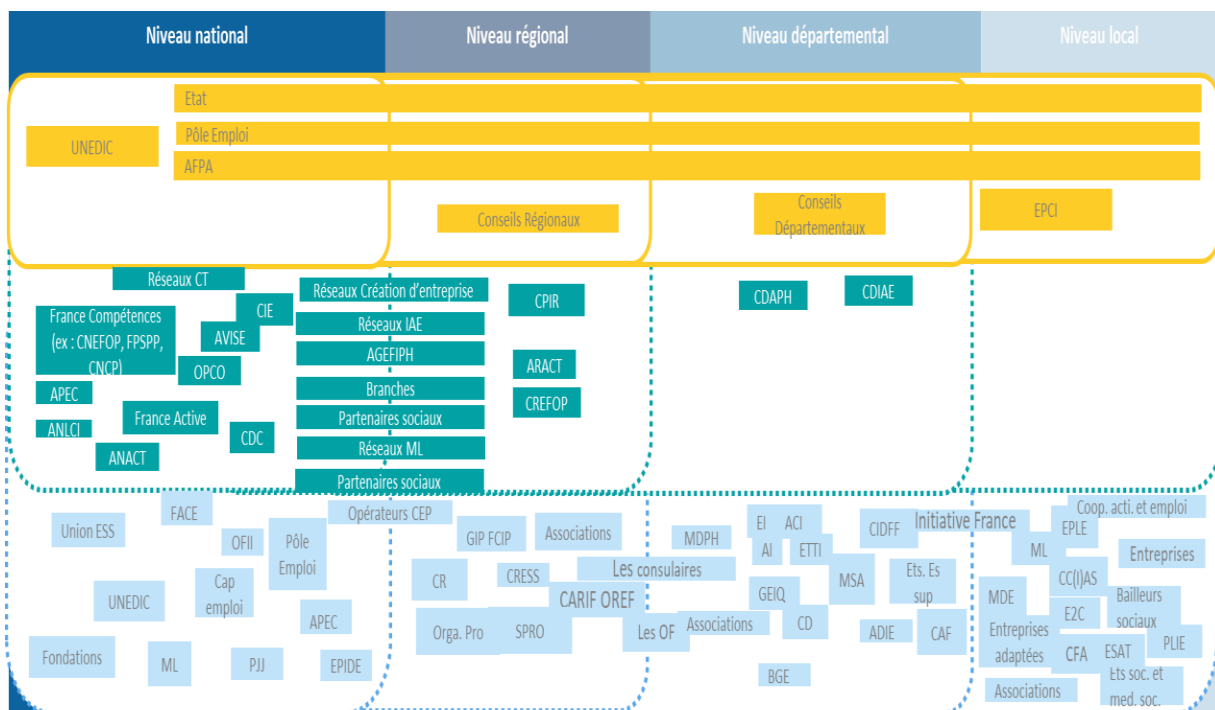 Niveau national
Niveau régional
Niveau départemental
Niveau local
Etat
UNEDIC
Pôle Emploi
AFPA
Conseils Régionaux
Conseils
Départementaux
EPCI
Réseaux CT
CIE
France Compétences
(ex : CNEFOP, FPSPP,
CNCP)
AVISE
OPCO
APEC
France Active
ANLCI
CDC
ANACT
Réseaux Création d'entreprise
Réseaux IAE
AGEFIPH
Branches
Partenaires sociaux
Réseaux ML
Partenaires sociaux
CPIR
ARACT
CREFOP
CDAPH
CDIAE
FACE
Union ESS
OFII
Pôle
Emploi
UNEDIC
Cap
emploi
APEC
Fondations
ML
PJJ
EPIDE
Opérateurs CEP
GIP FCIP
Associations
CR
CRESS
Les consulaires
CARIF OREF
Orga. Pro
SPRO
Les OF
MDPH
EI
ACI
AI
ETTI
CIDFF
Initiative France
MSA
Ets. Es
sup
GEIQ
Associations
CD
ADIE
CAF
BGE
Coop. acti. et emploi
EPLE
ML
Entreprises
CC(I)AS
MDE
Bailleurs
sociaux
E2C
Entreprises
adaptées
PLIE
CFA
ESAT
Associations
Ets soc. et
med. soc.